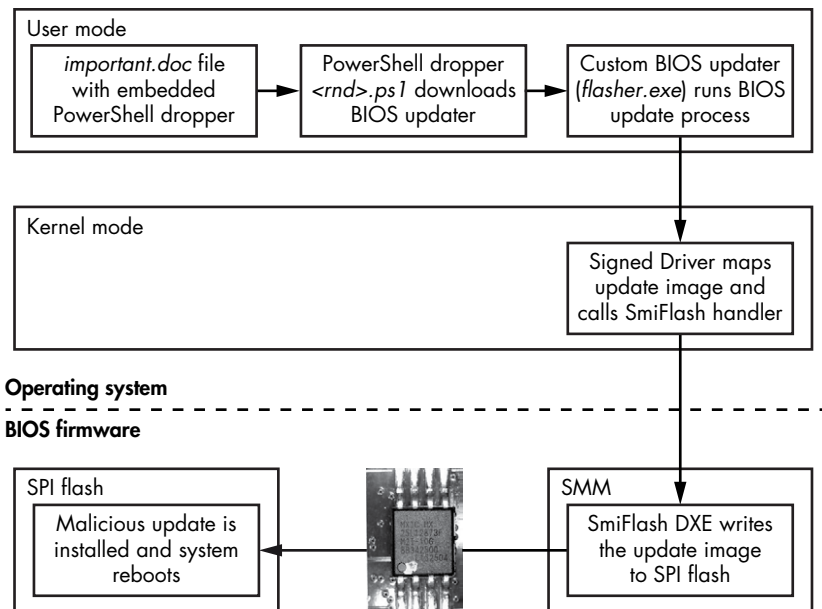 User mode
important.doc file
with embedded
PowerShell dropper
PowerShell dropper
<rnd>.ps1 downloads
BIOS updater
Custom BIOS updater
(flasher.exe) runs BIOS
update process
Kernel mode
Signed Driver maps
update image and
calls SmiFlash handler
Operating system
BIOS firmware
SPI flash
Malicious update is
installed and system
reboots
SMM
SmiFlash DXE writes
the update image
to SPI flash